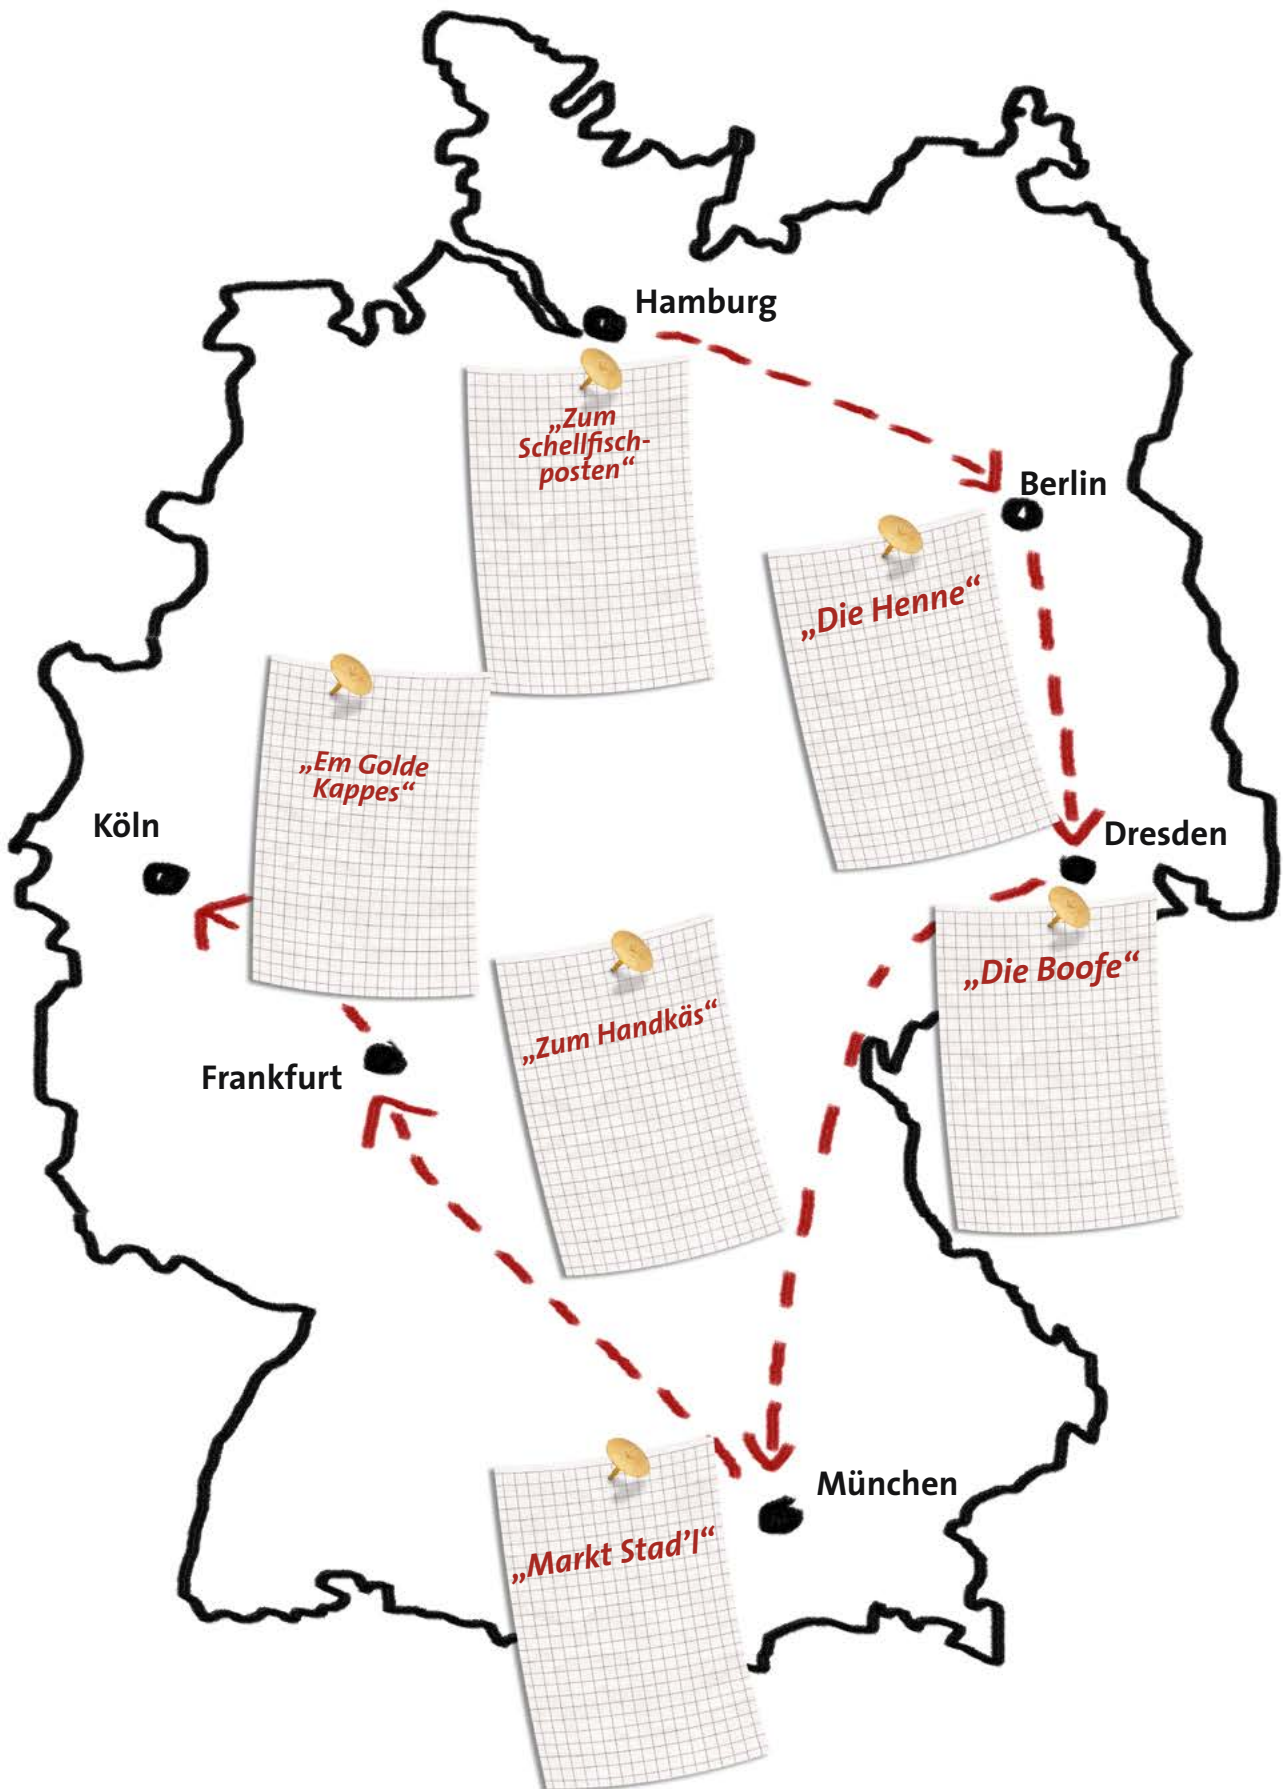 Hamburg
„Zum
Schellfisch-
posten“
Berlin
„Die Henne“
„Em Golde
Kappes“
Köln
Dresden
„Die Boofe“
„Zum Handkäs“
Frankfurt
München
„Markt Stad’l“